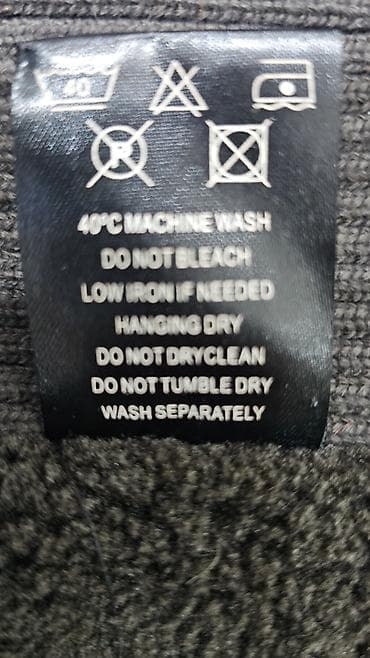 40
40°C MACHINE WASH
DO NOT BLEACH
LOW IRON IF NEEDED
HANGING DRY
DO NOT DRYCLEAN
DO NOT TUMBLE DRY
WASH SEPARATELY